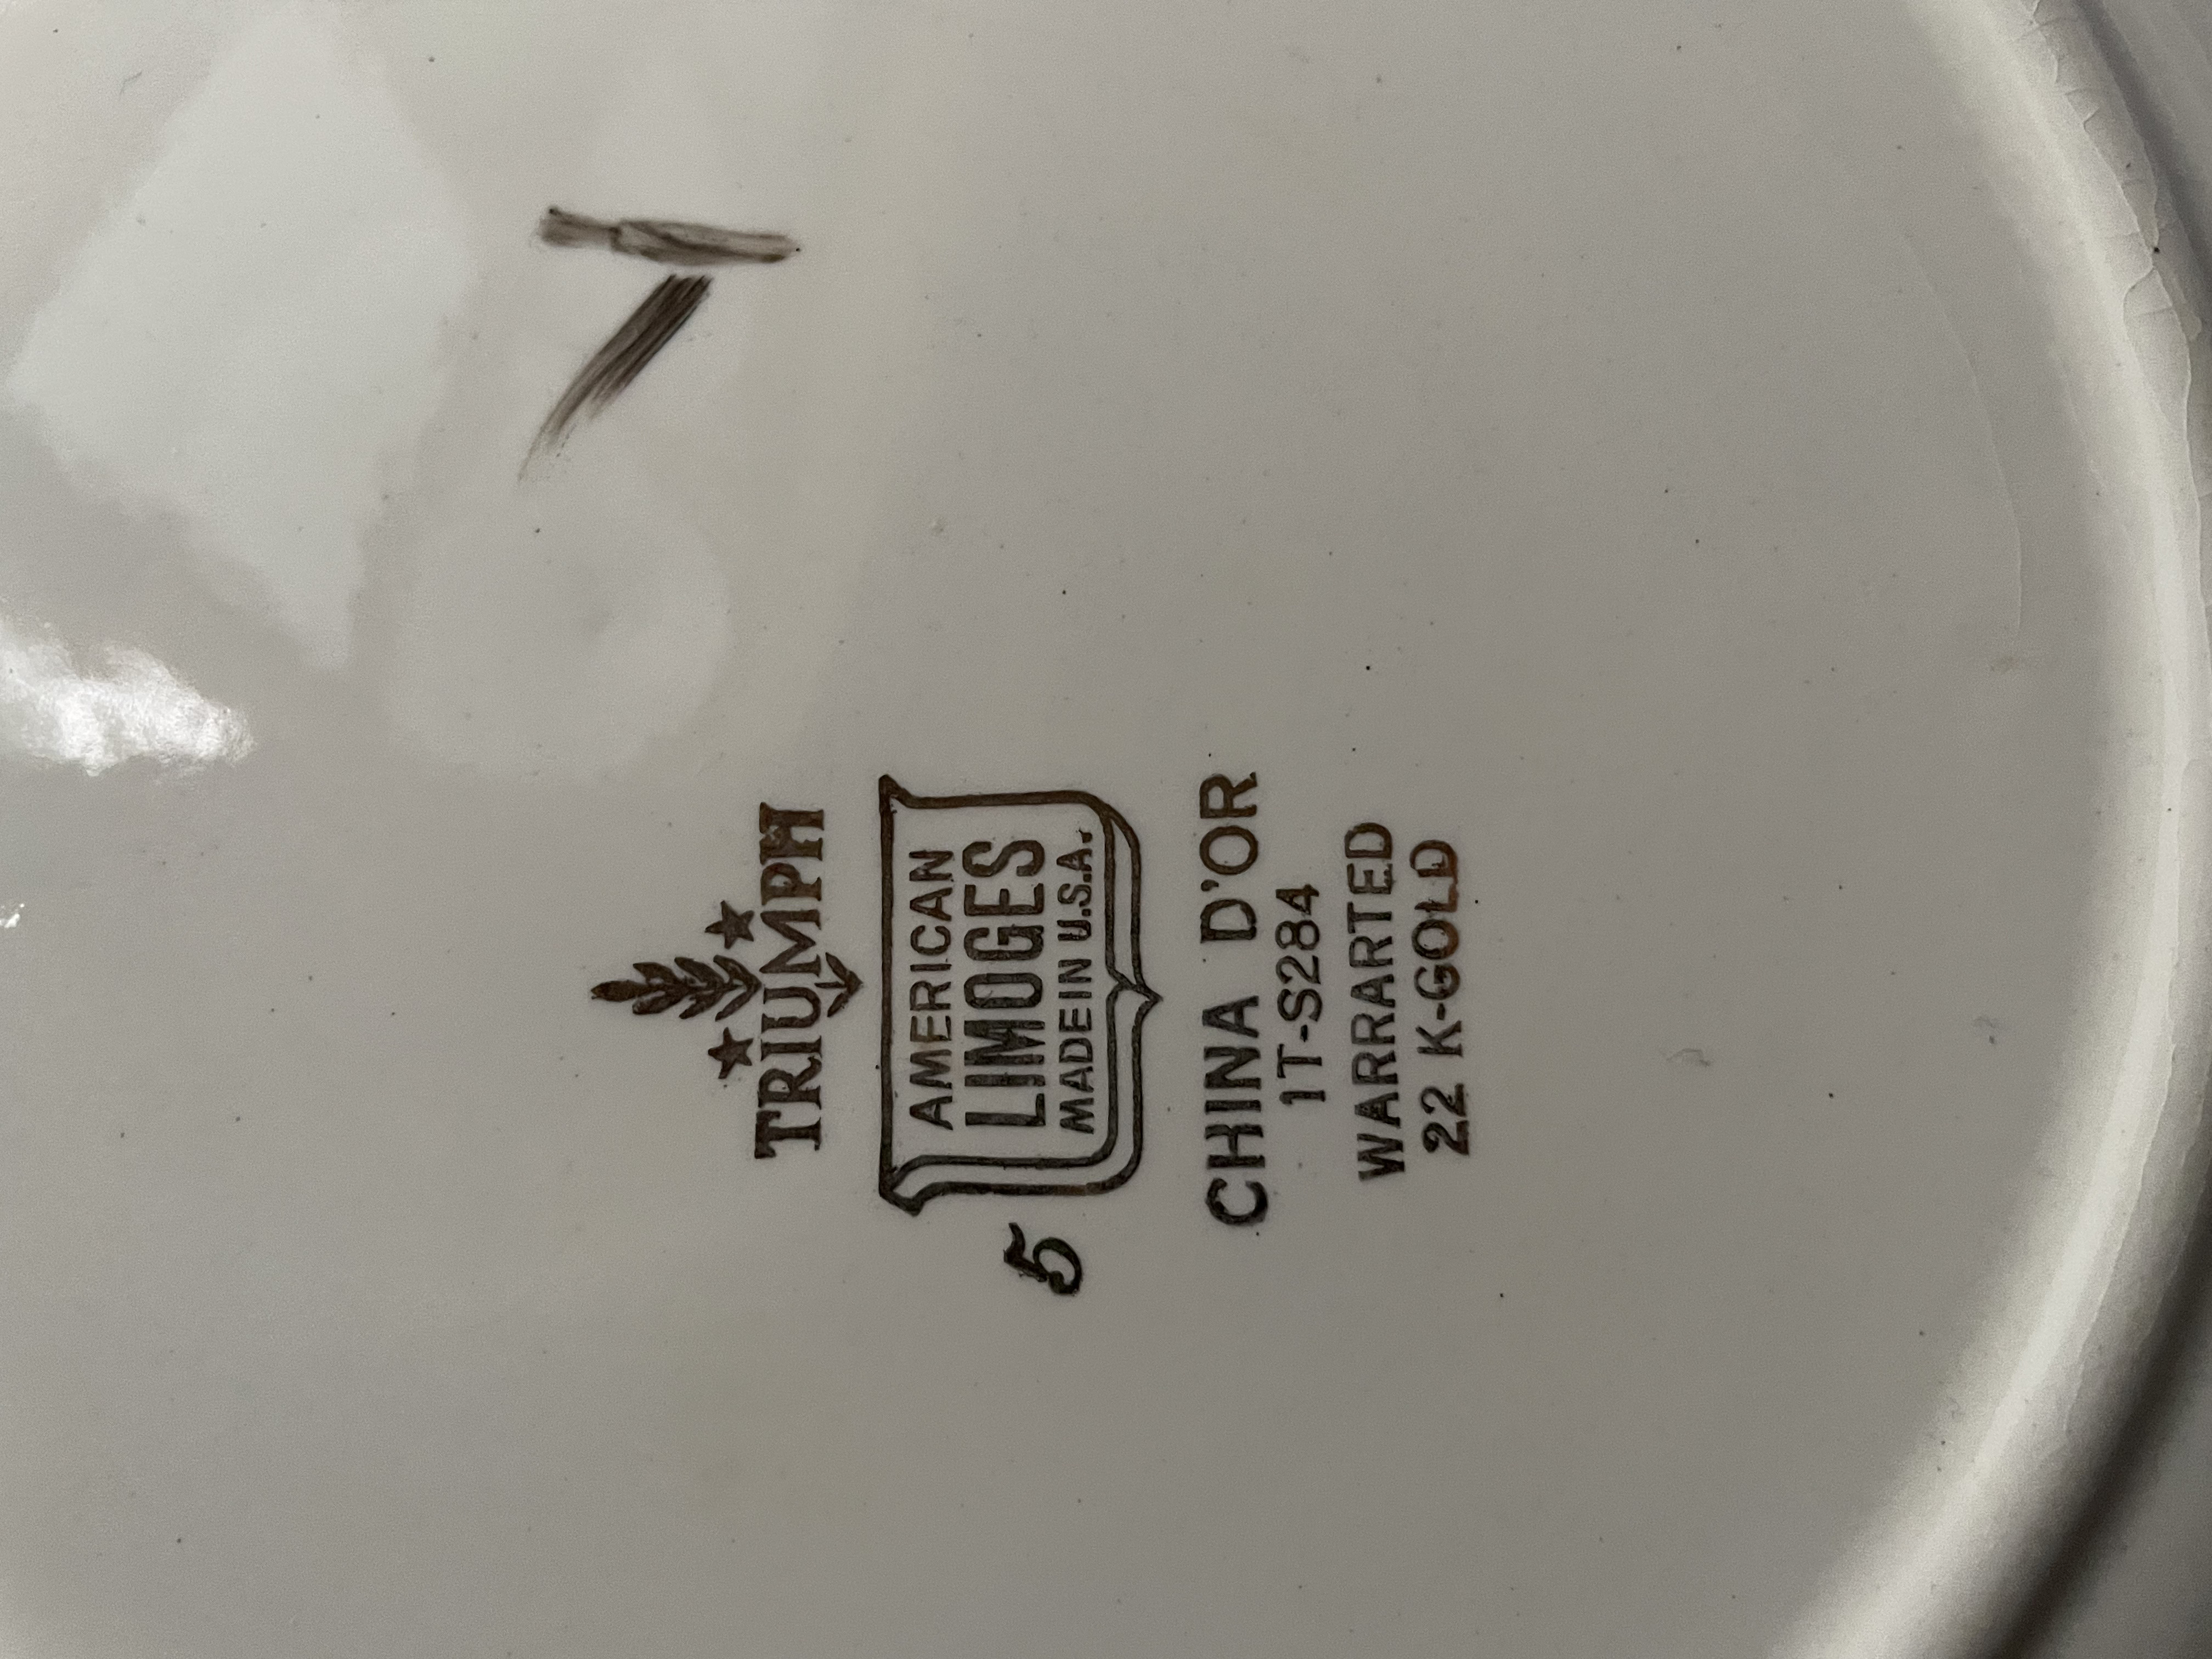 TRIUMPH
AMERICAN
LIMOGES
MADE IN U.S.A.
5
CHINA D'OR
1T-S284
WARRARTED
22 K-GOLD